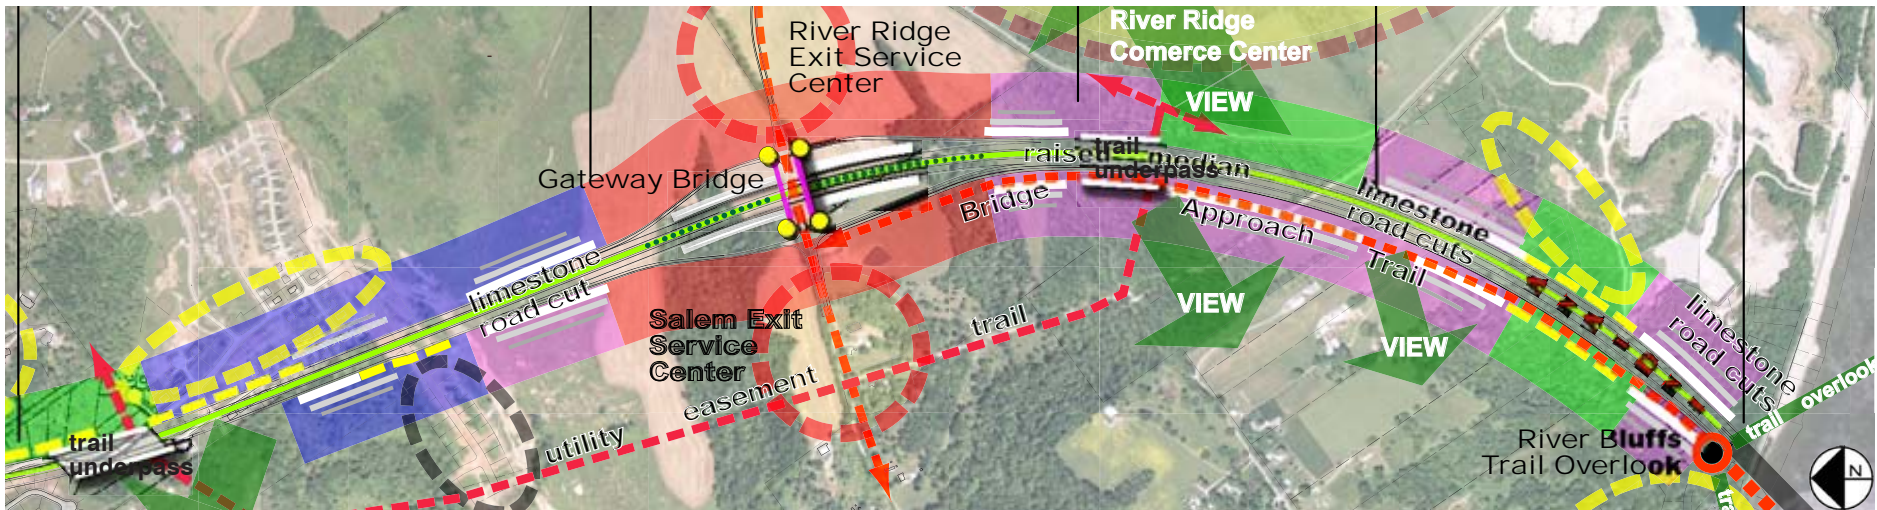 River Ridge
Exit Service
Center
River Ridge
Comerce Center
VIEW
Gateway Bridge
raised median
trail
underpass
Bridge
Approach
Trail
limestone
road cuts
limestone
road cut
Salem Exit
Service
Center
VIEW
VIEW
limestone
road cuts
utility
easement
trail
trail
underpass
River Bluffs
Trail Overlook
trail
overlook
N